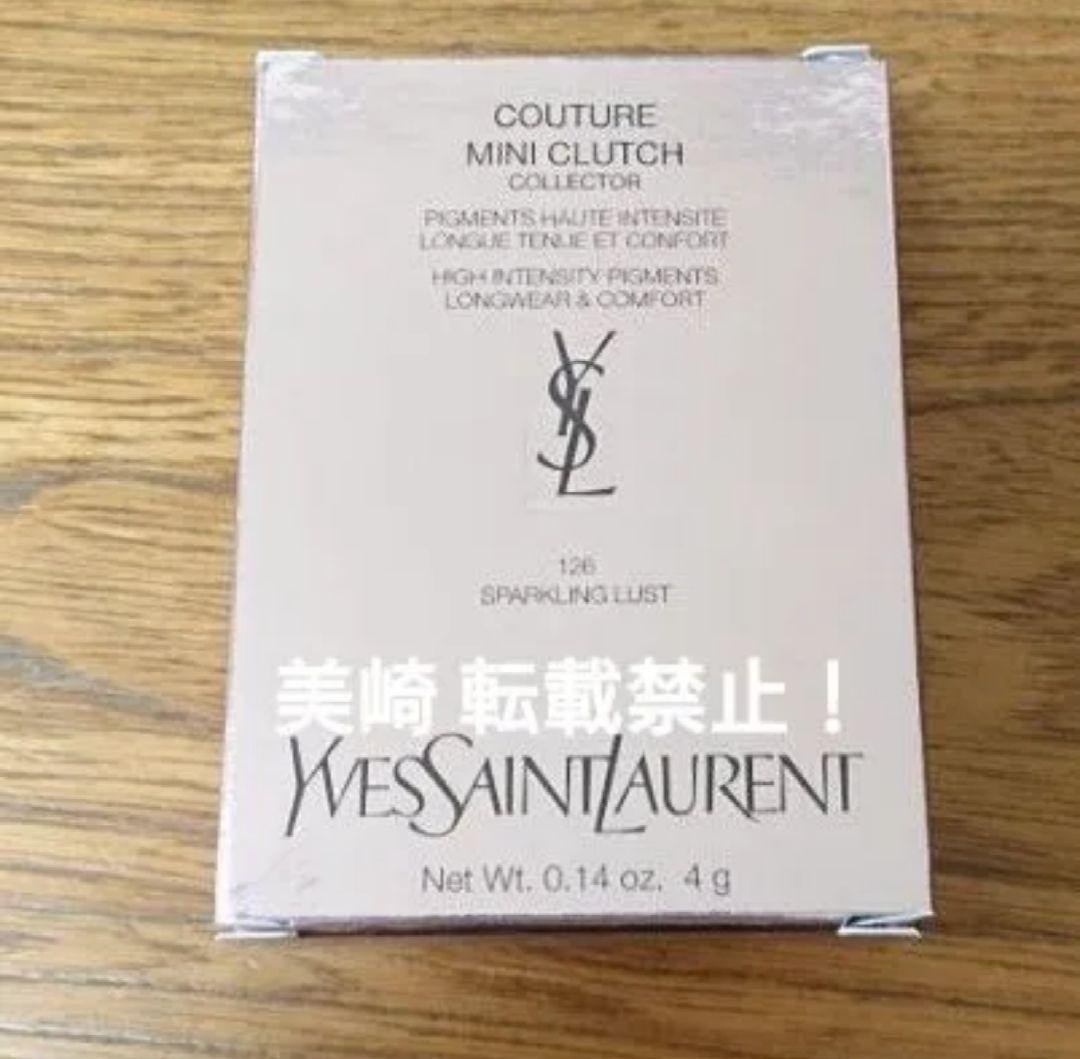 COUTURE
MINI CLUTCH
COLLECTOR
PIGMENTS HAUTE INTENSITE
LONGUE TENUE ET CONFORT
HIGH INTENSITY PIGMENTS
LONGWEAR & COMFORT
YSL
126
SPARKLING LUST
美崎 転載禁止！
YVESSAINTLAURENT
Net Wt. 0.14 oz. 4 g